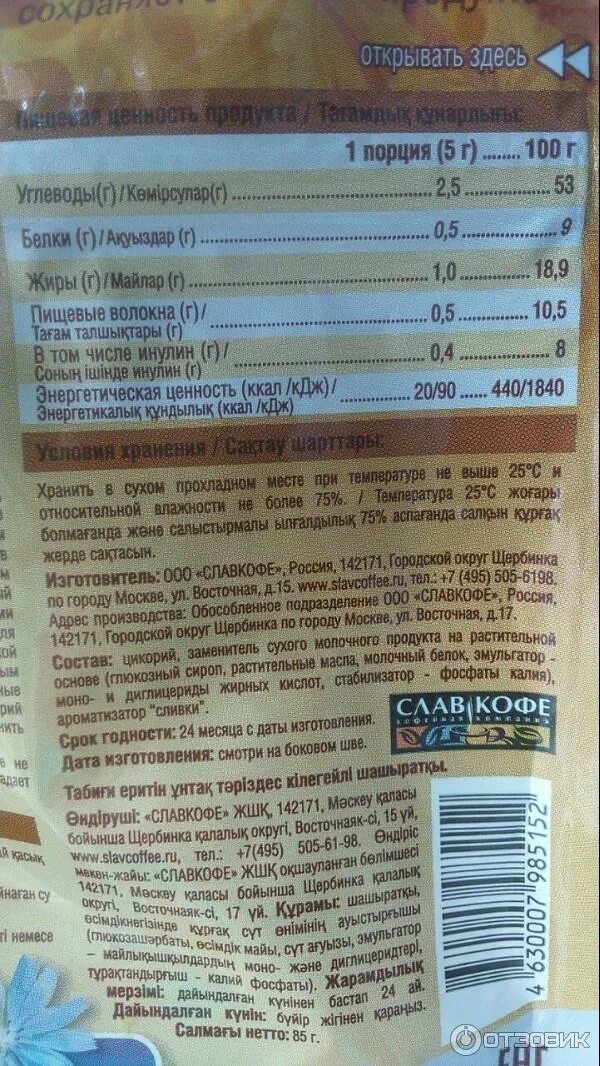 сохраняет
продукта
открывать здесь
Пищевая ценность продукта / Тағамдық құнарлығы:
1 порция (5 г) ........ 100 г
Углеводы(г)/Көмірсулар(г) ........ 2,5 ........ 53
Белки (г)/Ақуыздар (г) ........ 0,5 ........ 9
Жиры (г)/Майлар (г) ........ 1,0 ........ 18,9
Пищевые волокна (г)/
Тағам талшықтары (г) ........ 0,5 ........ 10,5
В том числе инулин (г)/
Соның ішінде инулин (г) ........ 0,4 ........ 8
Энергетическая ценность (ккал /кДж)/
Энергетикалық құндылық (ккал /кДж) ........ 20/90 ...... 440/1840
Условия хранения / Сақтау шарттары:
Хранить в сухом прохладном месте при температуре не выше 25°С и
относительной влажности не более 75%. / Температура 25°С жоғары
болмағанда және салыстырмалы ылғалдылық 75% аспағанда салқын құрғақ
жерде сақтасын.
Изготовитель: ООО «СЛАВКОФЕ», Россия, 142171, Городской округ Щербинка
по городу Москве, ул. Восточная, д.15. www.slavcoffee.ru, тел.: +7 (495) 505-6198.
Адрес производства: Обособленное подразделение ООО «СЛАВКОФЕ», Россия,
142171, Городской округ Щербинка по городу Москве, ул. Восточная, д.17.
Состав: цикорий, заменитель сухого молочного продукта на растительной
основе (глюкозный сироп, растительные масла, молочный белок, эмульгатор -
моно- и диглицериды жирных кислот, стабилизатор - фосфаты калия),
ароматизатор "сливки".
СЛАВКОФЕ
кофейная компания
Срок годности: 24 месяца с даты изготовления.
Дата изготовления: смотри на боковом шве.
Табиғи еритін ұнтақ тәріздес кілегейлі шашыратқы.
Өндіруші: «СЛАВКОФЕ» ЖШҚ, 142171, Мәскеу қаласы
бойынша Щербинка қалалық округі, Восточная-сі, 15 үй,
www.slavcoffee.ru, тел.: +7(495) 505-61-98. Өндіріс
мекен-жайы: «СЛАВКОФЕ» ЖШҚ оқшауланған бөлімшесі
142171, Мәскеу қаласы бойынша Щербинка қалалық
округі, Восточная-сі, 17 үй. Құрамы: шашыратқы,
өсімдікнегізінде құрғақ сүт өнімінің ауыстырғышы
(глюкозашәрбаты, өсімдік майы, сүт ағуызы, эмульгатор
- майлықышқылдардың моно- және диглицеридтері,
тұрақтандырғыш - калий фосфаты). Жарамдылық
мерзімі: дайындалған күнінен бастап 24 ай.
Дайындалған күнін: бүйір жігінен қараңыз.
Салмағы нетто: 85 г.
4 630007 985152
ЕАС
ОТЗОВИК